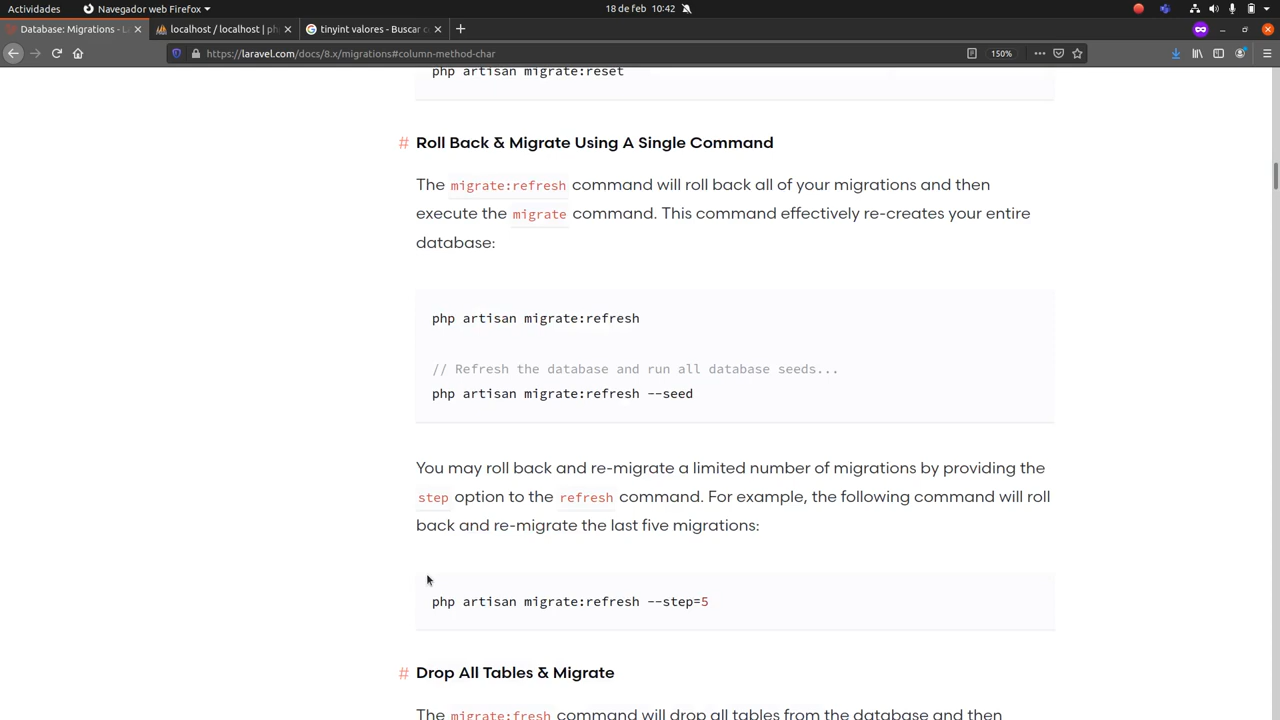 Actividades
Navegador web Firefox
18 de feb 10:42
Database: Migrations - L
localhost / localhost | ph
tinyint valores - Buscar
https://laravel.com/docs/8.x/migrations#column-method-char
150%
php artisan migrate:reset
# Roll Back & Migrate Using A Single Command
The migrate:refresh command will roll back all of your migrations and then
execute the migrate command. This command effectively re-creates your entire
database:
php artisan migrate:refresh
// Refresh the database and run all database seeds...
php artisan migrate:refresh --seed
You may roll back and re-migrate a limited number of migrations by providing the
step option to the refresh command. For example, the following command will roll
back and re-migrate the last five migrations:
php artisan migrate:refresh --step=5
# Drop All Tables & Migrate
The migrate:fresh command will drop all tables from the database and then